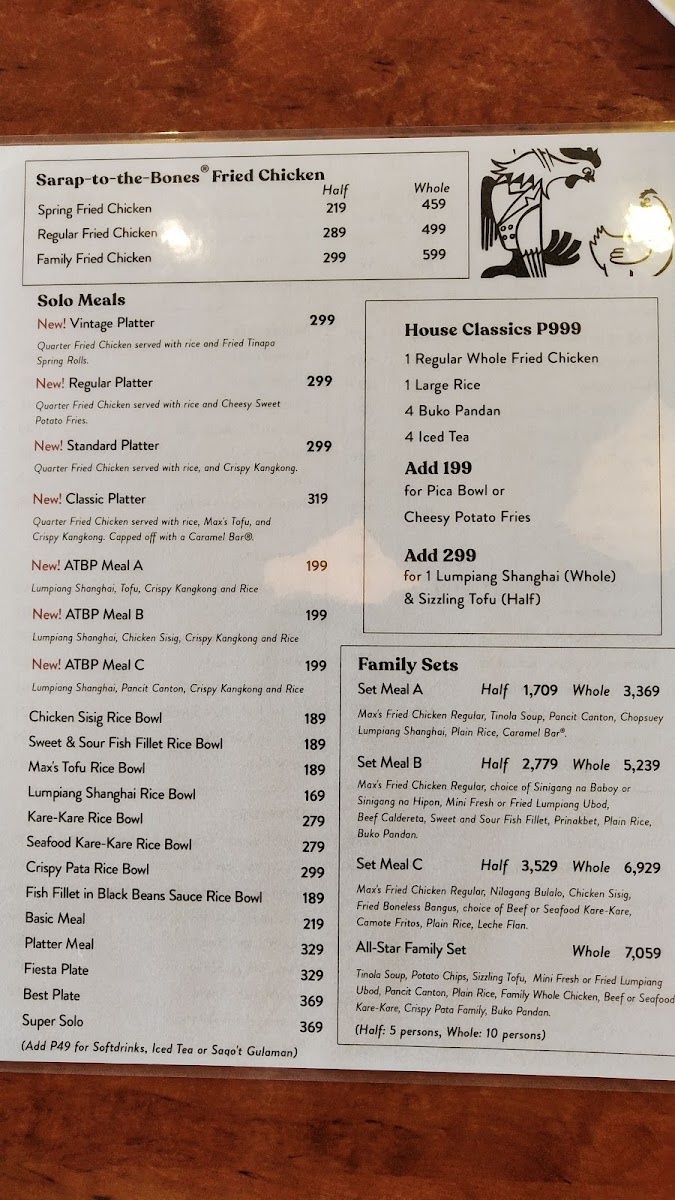 Sarap-to-the-Bones® Fried Chicken
Half Whole
Spring Fried Chicken 219 459
Regular Fried Chicken 289 499
Family Fried Chicken 299 599
Solo Meals
New! Vintage Platter 299
Quarter Fried Chicken served with rice and Fried Tinapa
Spring Rolls.
New! Regular Platter 299
Quarter Fried Chicken served with rice and Cheesy Sweet
Potato Fries.
New! Standard Platter 299
Quarter Fried Chicken served with rice, and Crispy Kangkong.
New! Classic Platter 319
Quarter Fried Chicken served with rice, Max's Tofu, and
Crispy Kangkong. Capped off with a Caramel Bar®.
New! ATBP Meal A 199
Lumpiang Shanghai, Tofu, Crispy Kangkong and Rice
New! ATBP Meal B 199
Lumpiang Shanghai, Chicken Sisig, Crispy Kangkong and Rice
New! ATBP Meal C 199
Lumpiang Shanghai, Pancit Canton, Crispy Kangkong and Rice
Chicken Sisig Rice Bowl 189
Sweet & Sour Fish Fillet Rice Bowl 189
Max's Tofu Rice Bowl 189
Lumpiang Shanghai Rice Bowl 169
Kare-Kare Rice Bowl 279
Seafood Kare-Kare Rice Bowl 279
Crispy Pata Rice Bowl 299
Fish Fillet in Black Beans Sauce Rice Bowl 189
Basic Meal 219
Platter Meal 329
Fiesta Plate 329
Best Plate 369
Super Solo 369
(Add P49 for Softdrinks, Iced Tea or Sago't Gulaman)
House Classics P999
1 Regular Whole Fried Chicken
1 Large Rice
4 Buko Pandan
4 Iced Tea
Add 199
for Pica Bowl or
Cheesy Potato Fries
Add 299
for 1 Lumpiang Shanghai (Whole)
& Sizzling Tofu (Half)
Family Sets
Set Meal A Half 1,709 Whole 3,369
Max's Fried Chicken Regular, Tinola Soup, Pancit Canton, Chopsuey
Lumpiang Shanghai, Plain Rice, Caramel Bar®.
Set Meal B Half 2,779 Whole 5,239
Max's Fried Chicken Regular, choice of Sinigang na Baboy or
Sinigang na Hipon, Mini Fresh or Fried Lumpiang Ubod,
Beef Caldereta, Sweet and Sour Fish Fillet, Prinakbet, Plain Rice,
Buko Pandan.
Set Meal C Half 3,529 Whole 6,929
Max's Fried Chicken Regular, Nilagang Bulalo, Chicken Sisig,
Fried Boneless Bangus, choice of Beef or Seafood Kare-Kare,
Camote Fritos, Plain Rice, Leche Flan.
All-Star Family Set Whole 7,059
Tinola Soup, Potato Chips, Sizzling Tofu, Mini Fresh or Fried Lumpiang
Ubod, Pancit Canton, Plain Rice, Family Whole Chicken, Beef or Seafood
Kare-Kare, Crispy Pata Family, Buko Pandan.
(Half: 5 persons, Whole: 10 persons)